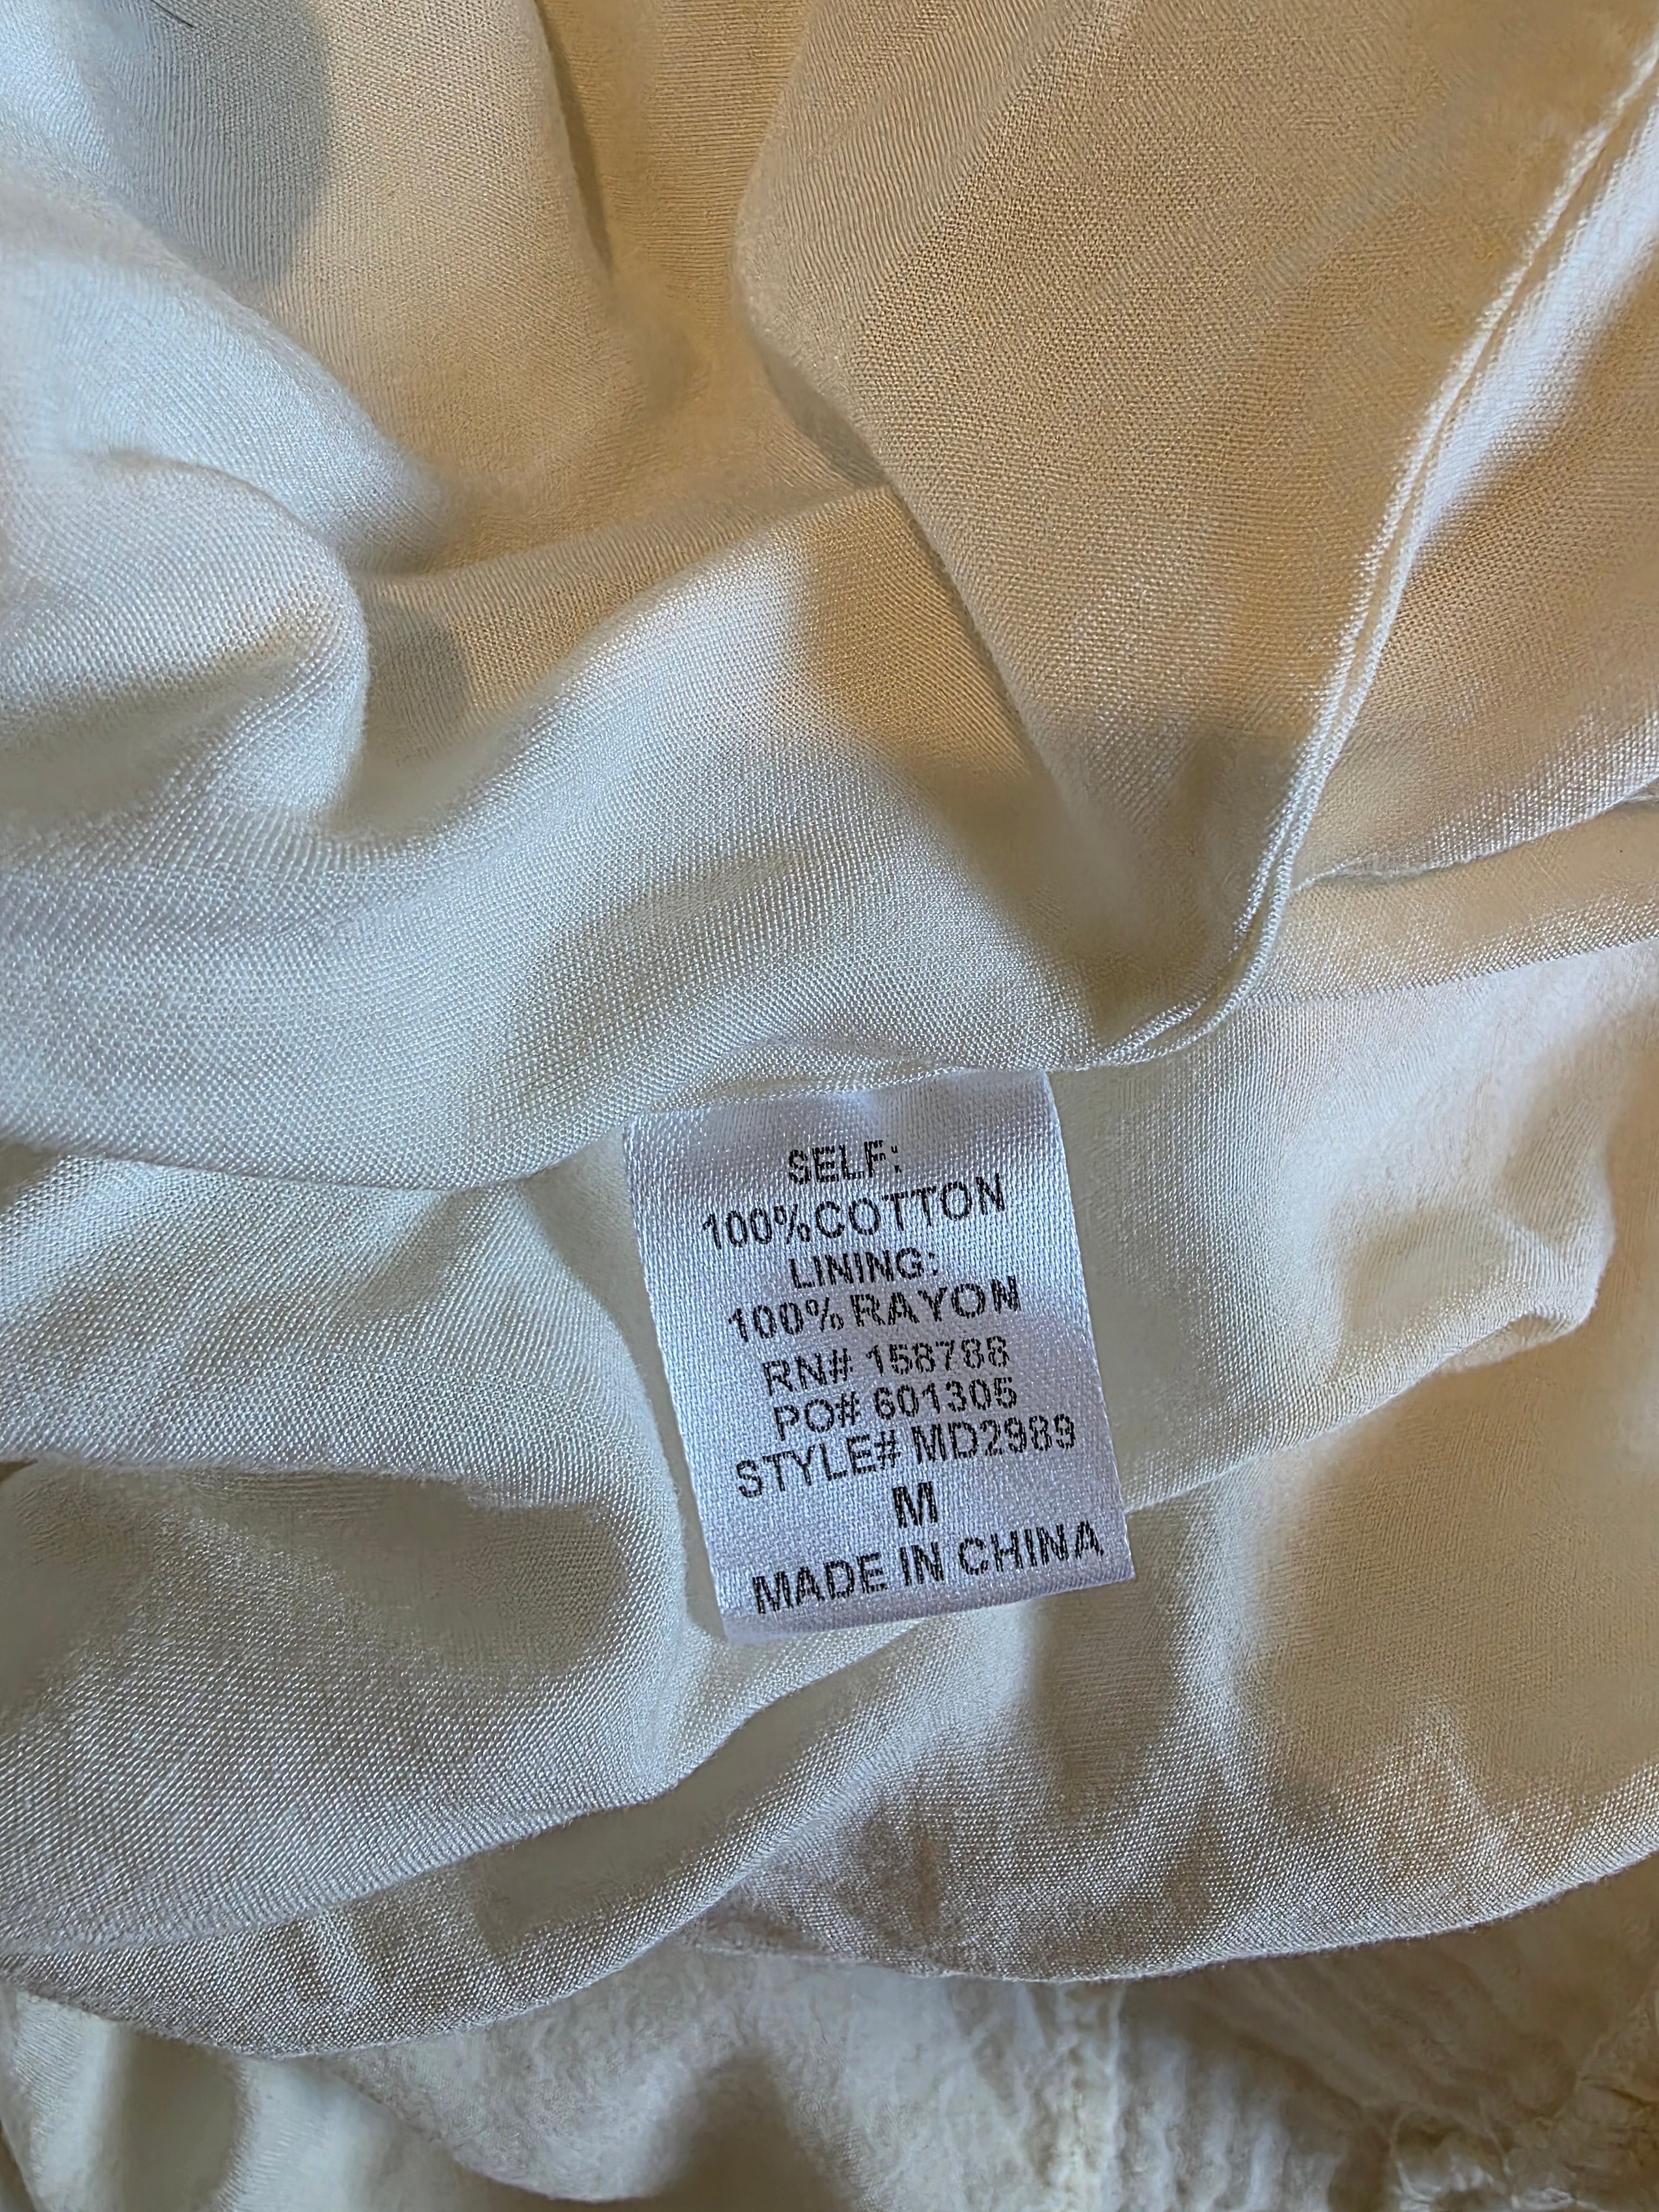 SELF:
100%COTTON
LINING:
100%RAYON
RN# 158788
PO# 601305
STYLE# MD2989
M
MADE IN CHINA